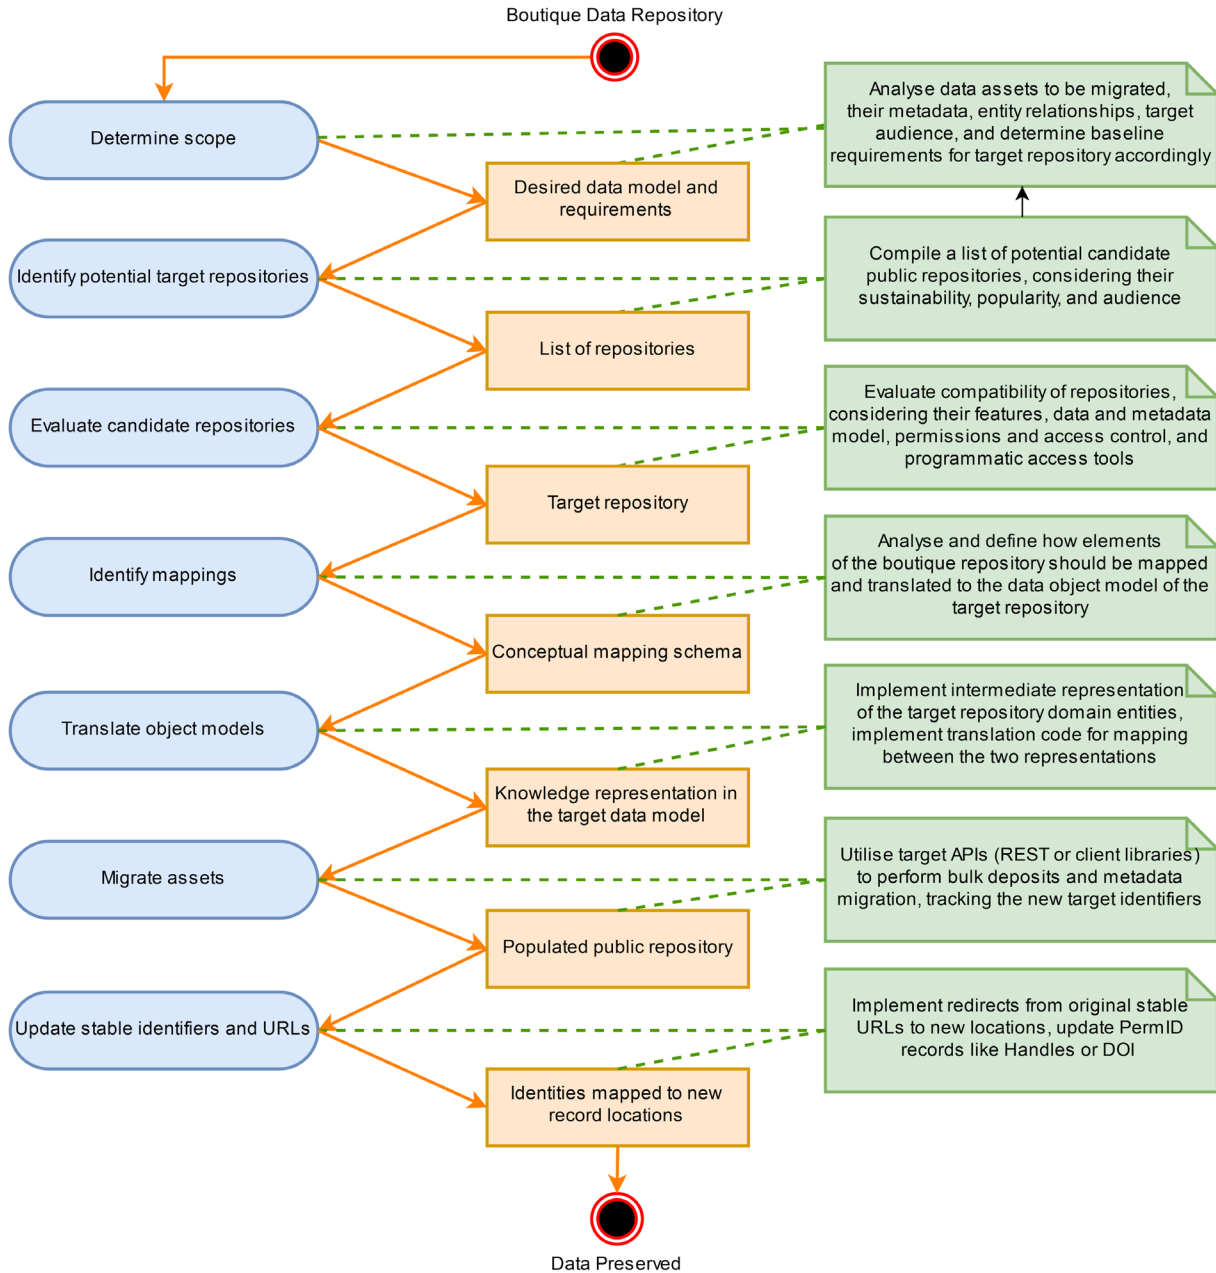 Boutique Data Repository
Determine scope
Analyse data assets to be migrated,
their metadata, entity relationships, target
audience, and determine baseline
requirements for target repository accordingly
Desired data model and
requirements
Identify potential target repositories
Compile a list of potential candidate
public repositories, considering their
sustainability, popularity, and audience
List of repositories
Evaluate candidate repositories
Evaluate compatibility of repositories,
considering their features, data and metadata
model, permissions and access control, and
programmatic access tools
Target repository
Identify mappings
Analyse and define how elements
of the boutique repository should be mapped
and translated to the data object model of the
target repository
Conceptual mapping schema
Translate object models
Implement intermediate representation
of the target repository domain entities,
implement translation code for mapping
between the two representations
Knowledge representation in
the target data model
Migrate assets
Utilise target APIs (REST or client libraries)
to perform bulk deposits and metadata
migration, tracking the new target identifiers
Populated public repository
Update stable identifiers and URLs
Implement redirects from original stable
URLs to new locations, update PermID
records like Handles or DOI
Identities mapped to new
record locations
Data Preserved